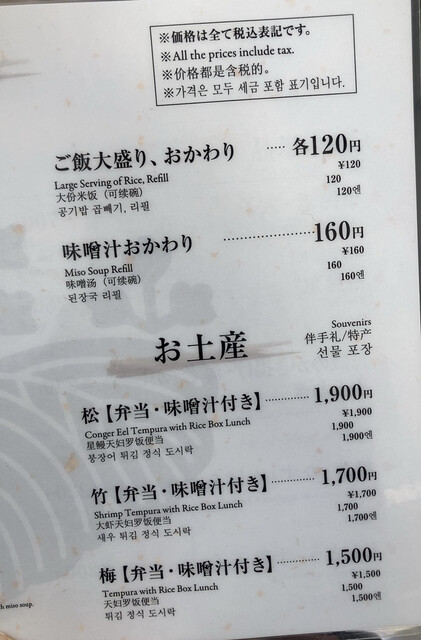 ※価格は全て税込表記です。
※All the prices include tax.
※价格都是含税的。
※가격은 모두 세금 포함 표기입니다.
ご飯大盛り、おかわり ····· 各120円
Large Serving of Rice, Refill ¥120
大份米饭（可续碗） 120
공기밥 곱빼기, 리필 120엔
味噌汁おかわり ····················· 160円
Miso Soup Refill ¥160
味噌汤（可续碗） 160
된장국 리필 160엔
お土産
Souvenirs
伴手礼/特产
선물 포장
松【弁当・味噌汁付き】 ·········· 1,900円
Conger Eel Tempura with Rice Box Lunch ¥1,900
星鳗天妇罗饭便当 1,900
붕장어 튀김 정식 도시락 1,900엔
竹【弁当・味噌汁付き】 ·········· 1,700円
Shrimp Tempura with Rice Box Lunch ¥1,700
大虾天妇罗饭便当 1,700
새우 튀김 정식 도시락 1,700엔
梅【弁当・味噌汁付き】 ·········· 1,500円
Tempura with Rice Box Lunch ¥1,500
天妇罗饭便当 1,500
튀김 정식 도시락 1,500엔
h miso soup.